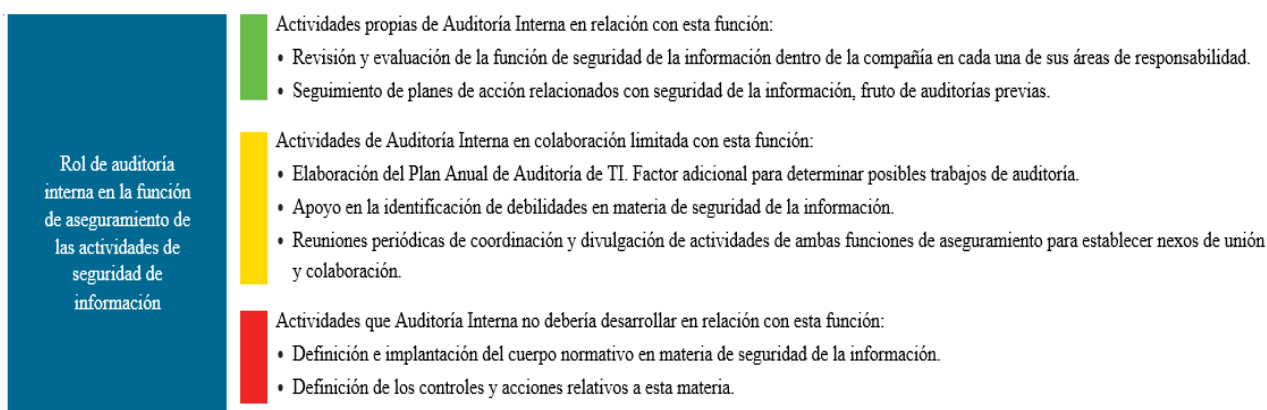 Rol de auditoría
interna en la función
de aseguramiento de
las actividades de
seguridad de
información
Actividades propias de Auditoría Interna en relación con esta función:
• Revisión y evaluación de la función de seguridad de la información dentro de la compañía en cada una de sus áreas de responsabilidad.
• Seguimiento de planes de acción relacionados con seguridad de la información, fruto de auditorías previas.
Actividades de Auditoría Interna en colaboración limitada con esta función:
• Elaboración del Plan Anual de Auditoría de TI. Factor adicional para determinar posibles trabajos de auditoría.
• Apoyo en la identificación de debilidades en materia de seguridad de la información.
• Reuniones periódicas de coordinación y divulgación de actividades de ambas funciones de aseguramiento para establecer nexos de unión
y colaboración.
Actividades que Auditoría Interna no debería desarrollar en relación con esta función:
• Definición e implantación del cuerpo normativo en materia de seguridad de la información.
• Definición de los controles y acciones relativos a esta materia.